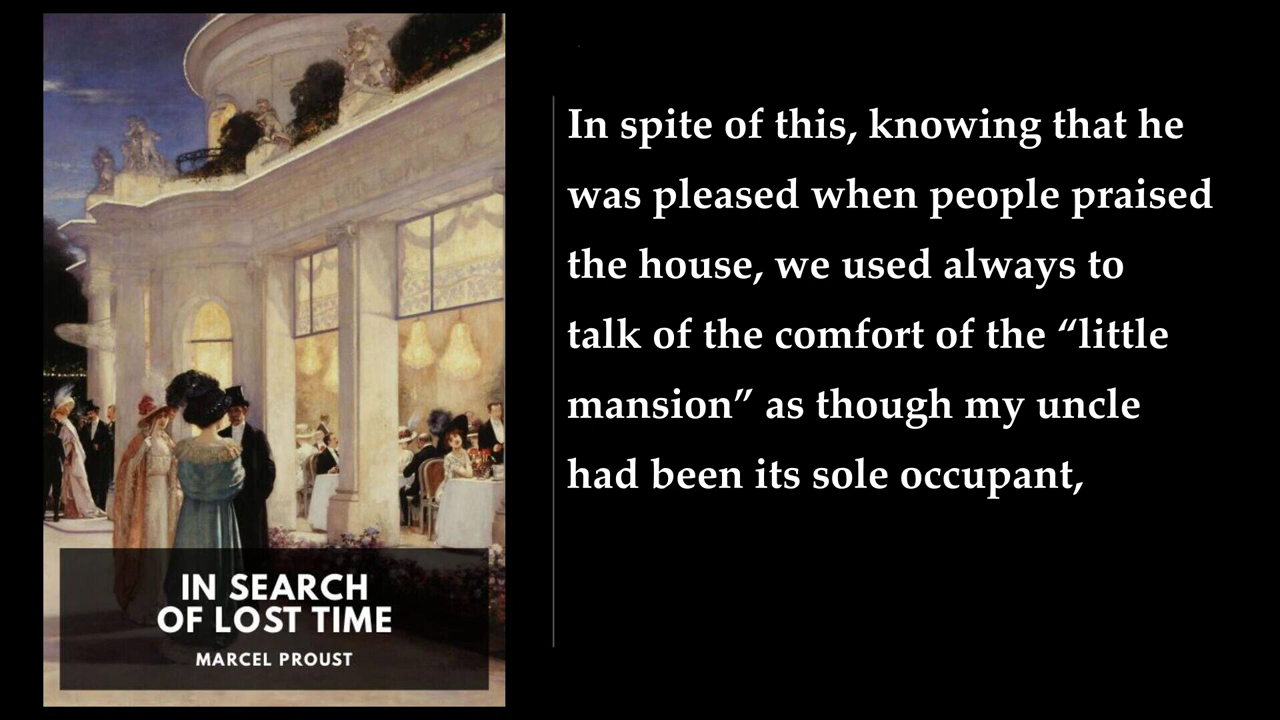 IN SEARCH
OF LOST TIME
MARCEL PROUST
In spite of this, knowing that he
was pleased when people praised
the house, we used always to
talk of the comfort of the “little
mansion” as though my uncle
had been its sole occupant,